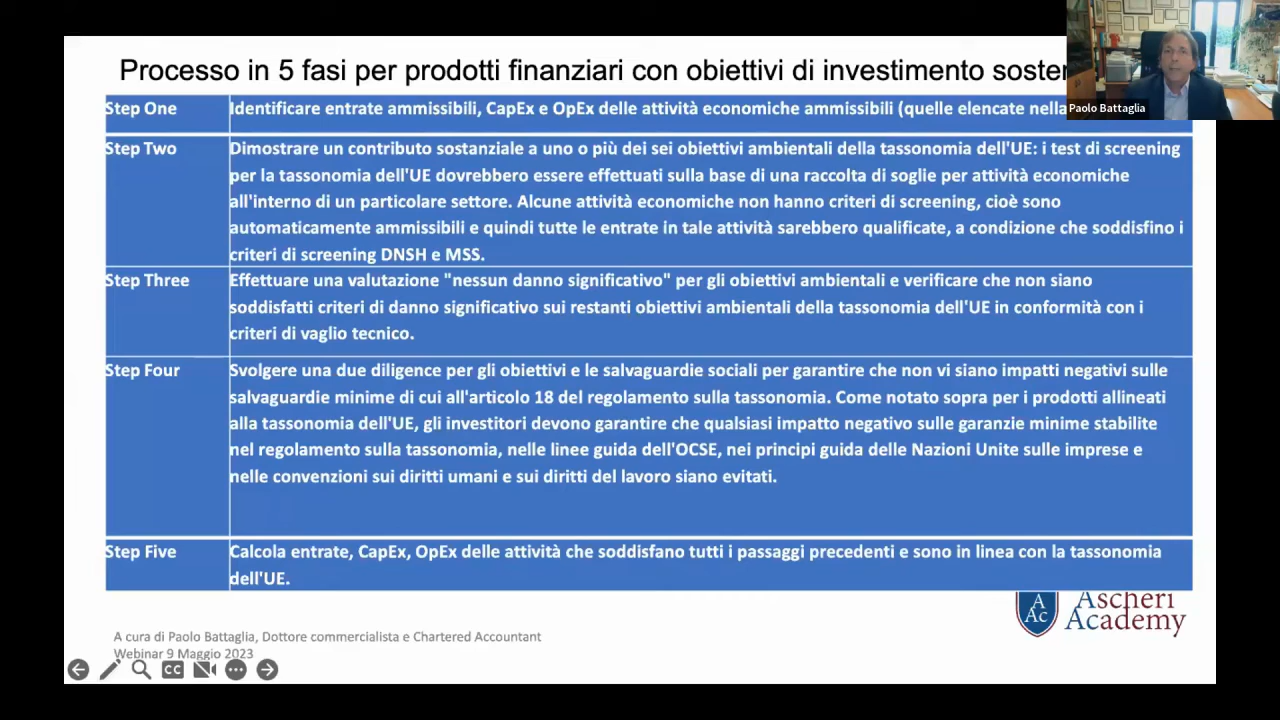 Processo in 5 fasi per prodotti finanziari con obiettivi di investimento
Paolo Battaglia
Step One
Identificare entrate ammissibili, CapEx e OpEx delle attività economiche ammissibili (quelle elencate nella
Step Two
Dimostrare un contributo sostanziale a uno o più dei sei obiettivi ambientali della tassonomia dell'UE: i test di screening
per la tassonomia dell'UE dovrebbero essere effettuati sulla base di una raccolta di soglie per attività economiche
all'interno di un particolare settore. Alcune attività economiche non hanno criteri di screening, cioè sono
automaticamente ammissibili e quindi tutte le entrate in tale attività sarebbero qualificate, a condizione che soddisfino i
criteri di screening DNSH e MSS.
Step Three
Effettuare una valutazione "nessun danno significativo" per gli obiettivi ambientali e verificare che non siano
soddisfatti criteri di danno significativo sui restanti obiettivi ambientali della tassonomia dell'UE in conformità con i
criteri di vaglio tecnico.
Step Four
Svolgere una due diligence per gli obiettivi e le salvaguardie sociali per garantire che non vi siano impatti negativi sulle
salvaguardie minime di cui all'articolo 18 del regolamento sulla tassonomia. Come notato sopra per i prodotti allineati
alla tassonomia dell'UE, gli investitori devono garantire che qualsiasi impatto negativo sulle garanzie minime stabilite
nel regolamento sulla tassonomia, nelle linee guida dell'OCSE, nei principi guida delle Nazioni Unite sulle imprese e
nelle convenzioni sui diritti umani e sui diritti del lavoro siano evitati.
Step Five
Calcola entrate, CapEx, OpEx delle attività che soddisfano tutti i passaggi precedenti e sono in linea con la tassonomia
dell'UE.
A
Ac
Ascheri
Academy
A cura di Paolo Battaglia, Dottore commercialista e Chartered Accountant
Webinar 9 Maggio 2023
CC